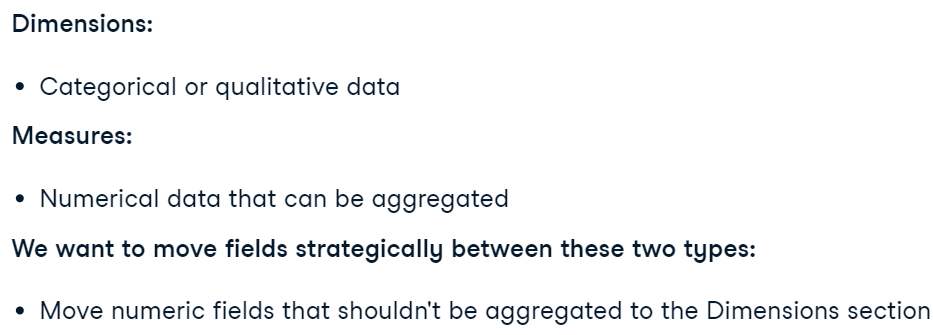 Dimensions:
• Categorical or qualitative data
Measures:
• Numerical data that can be aggregated
We want to move fields strategically between these two types:
• Move numeric fields that shouldn't be aggregated to the Dimensions section